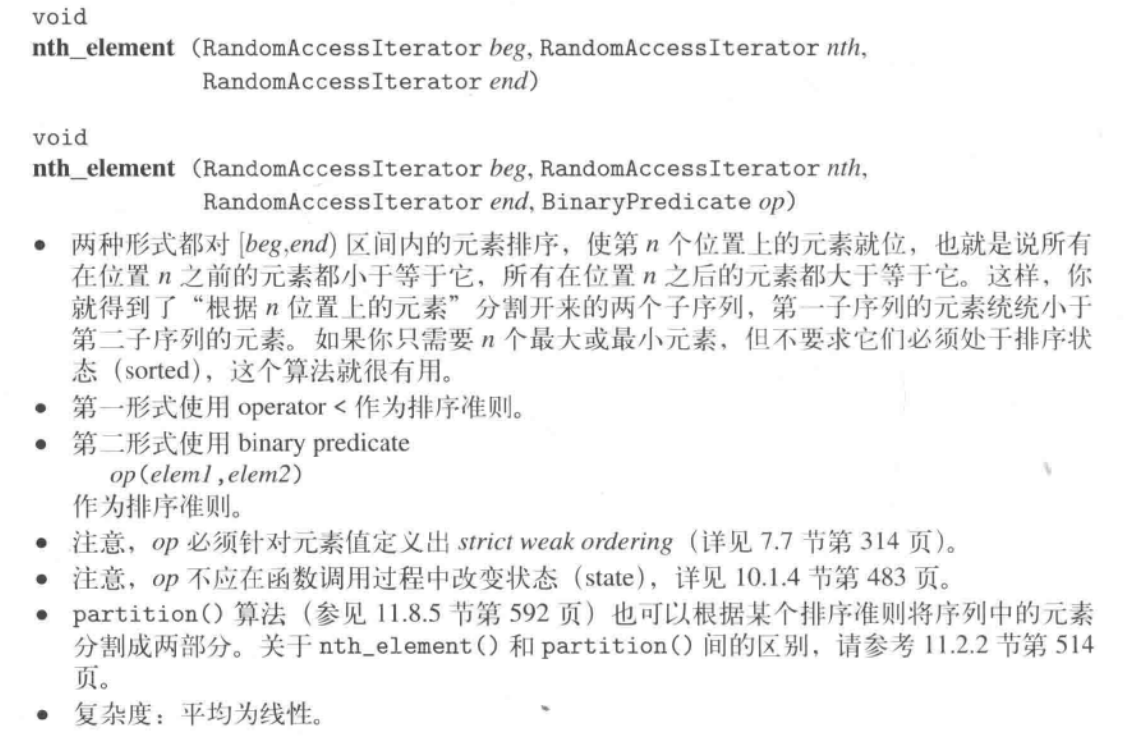 void
nth_element (RandomAccessIterator beg, RandomAccessIterator nth,
RandomAccessIterator end)
void
nth_element (RandomAccessIterator beg, RandomAccessIterator nth,
RandomAccessIterator end, BinaryPredicate op)
• 两种形式都对 [beg,end) 区间内的元素排序，使第 n 个位置上的元素就位，也就是说所有
在位置 n 之前的元素都小于等于它，所有在位置 n 之后的元素都大于等于它。这样，你
就得到了“根据 n 位置上的元素”分割开来的两个子序列，第一子序列的元素统统小于
第二子序列的元素。如果你只需要 n 个最大或最小元素，但不要求它们必须处于排序状
态（sorted），这个算法就很有用。
• 第一形式使用 operator < 作为排序准则。
• 第二形式使用 binary predicate
op(elem1,elem2)
作为排序准则。
• 注意，op 必须针对元素值定义出 strict weak ordering（详见 7.7 节第 314 页）。
• 注意，op 不应在函数调用过程中改变状态（state），详见 10.1.4 节第 483 页。
• partition() 算法（参见 11.8.5 节第 592 页）也可以根据某个排序准则将序列中的元素
分割成两部分。关于 nth_element() 和 partition() 间的区别，请参考 11.2.2 节第 514
页。
• 复杂度：平均为线性。